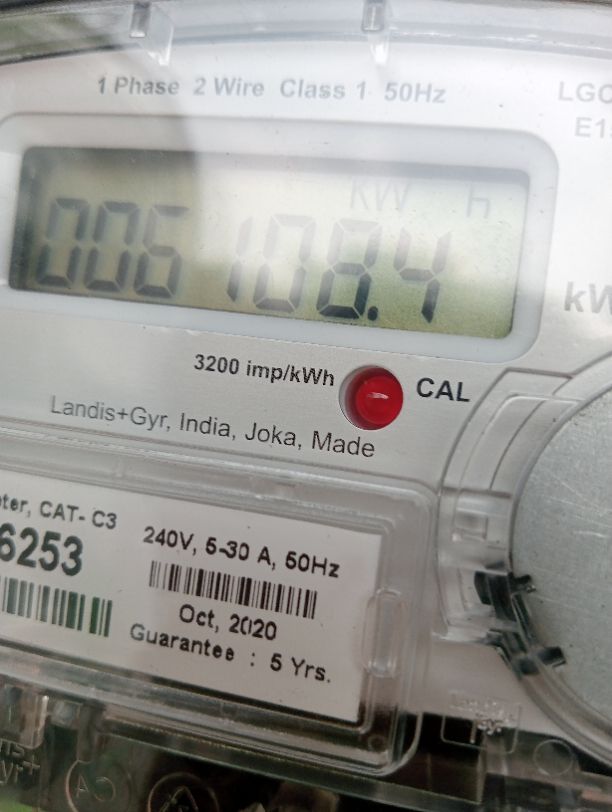 1 Phase 2 Wire Class 1 50Hz
LGC
E1
KW h
006108.4
kW
3200 imp/kWh
CAL
Landis+Gyr, India, Joka, Made
ter, CAT- C3
6253
240V, 5-30 A, 50Hz
Oct, 2020
Guarantee : 5 Yrs.